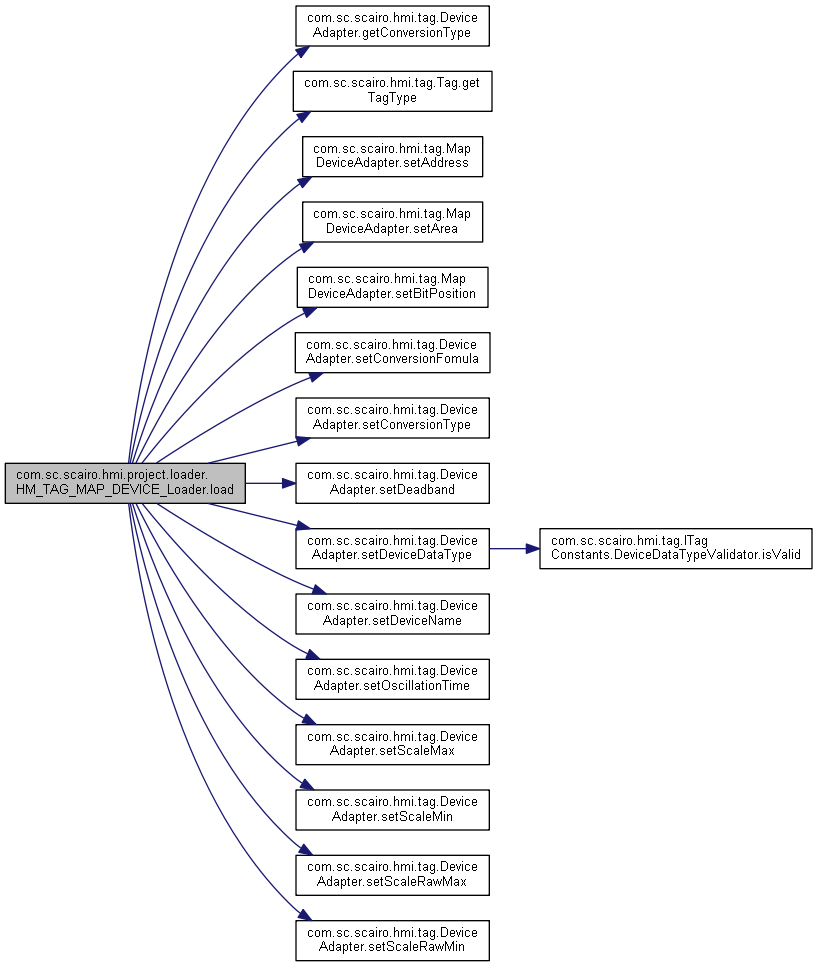 com.sc.scairo.hmi.tag.Device
Adapter.getConversionType
com.sc.scairo.hmi.tag.Tag.get
TagType
com.sc.scairo.hmi.tag.Map
DeviceAdapter.setAddress
com.sc.scairo.hmi.tag.Map
DeviceAdapter.setArea
com.sc.scairo.hmi.tag.Map
DeviceAdapter.setBitPosition
com.sc.scairo.hmi.tag.Device
Adapter.setConversionFomula
com.sc.scairo.hmi.tag.Device
Adapter.setConversionType
com.sc.scairo.hmi.project.loader.
HM_TAG_MAP_DEVICE_Loader.load
com.sc.scairo.hmi.tag.Device
Adapter.setDeadband
com.sc.scairo.hmi.tag.Device
Adapter.setDeviceDataType
com.sc.scairo.hmi.tag.ITag
Constants.DeviceDataTypeValidator.isValid
com.sc.scairo.hmi.tag.Device
Adapter.setDeviceName
com.sc.scairo.hmi.tag.Device
Adapter.setOscillationTime
com.sc.scairo.hmi.tag.Device
Adapter.setScaleMax
com.sc.scairo.hmi.tag.Device
Adapter.setScaleMin
com.sc.scairo.hmi.tag.Device
Adapter.setScaleRawMax
com.sc.scairo.hmi.tag.Device
Adapter.setScaleRawMin